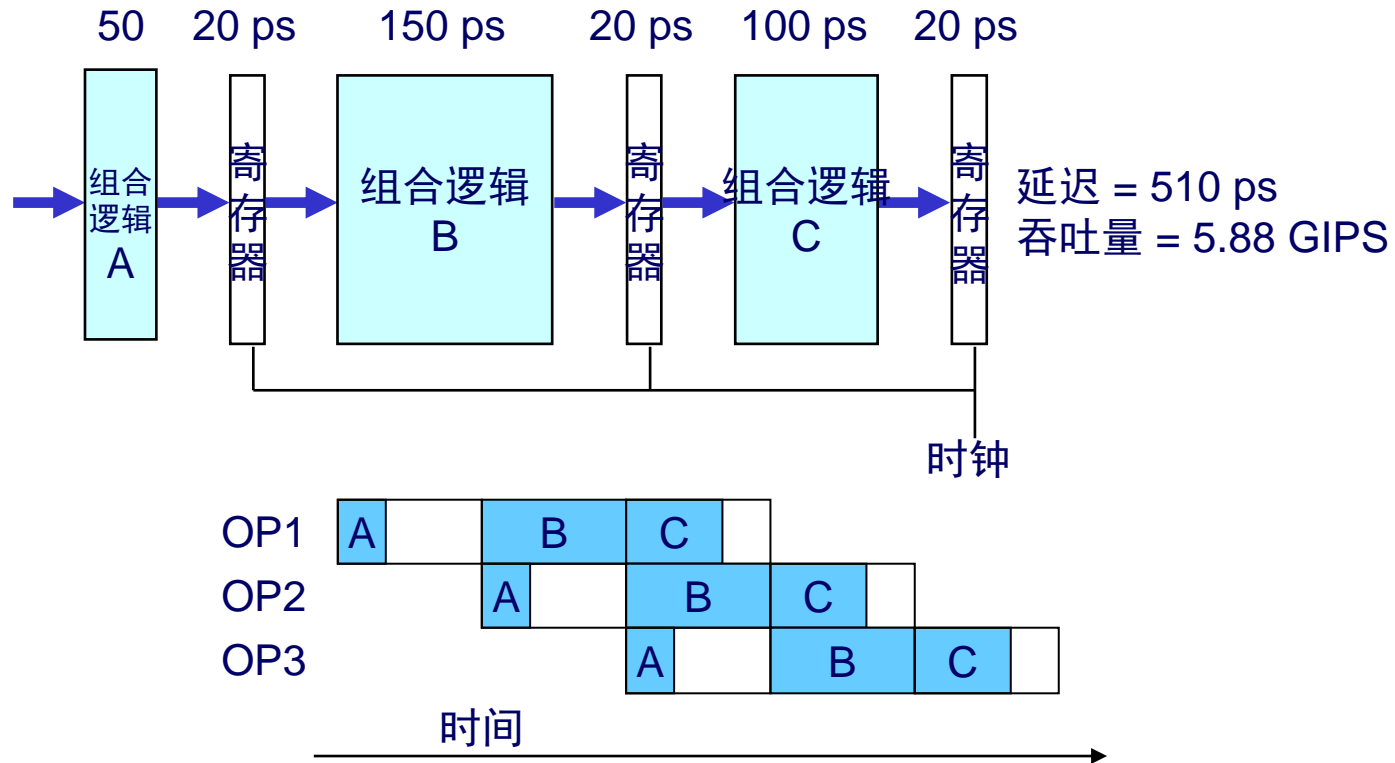 50 20 ps 150 ps 20 ps 100 ps 20 ps
组合
逻辑
A
寄
存
器
组合逻辑
B
寄
存
器
组合逻辑
C
寄
存
器
延迟 = 510 ps
吞吐量 = 5.88 GIPS
时钟
OP1 A B C
OP2 A B C
OP3 A B C
时间